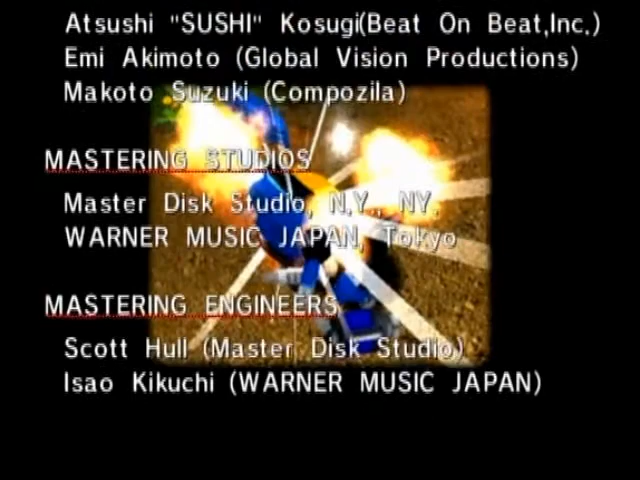 Atsushi "SUSHI" Kosugi(Beat On Beat,Inc.)
Emi Akimoto (Global Vision Productions)
Makoto Suzuki (Compozila)
MASTERING STUDIOS
Master Disk Studio, N.Y., NY.
WARNER MUSIC JAPAN, Tokyo
MASTERING ENGINEERS
Scott Hull (Master Disk Studio)
Isao Kikuchi (WARNER MUSIC JAPAN)